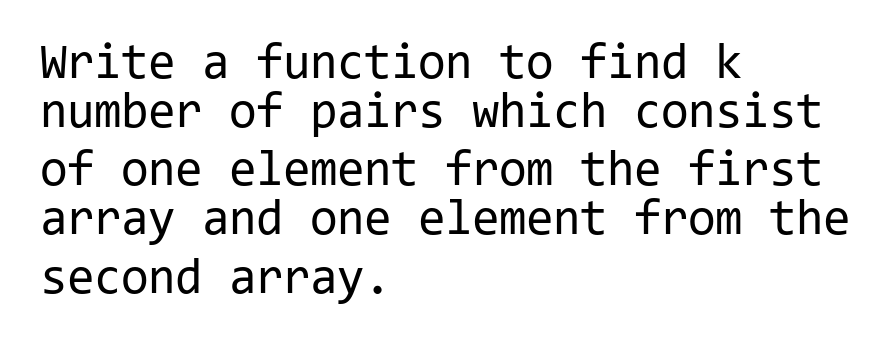 Write a function to find k
number of pairs which consist
of one element from the first
array and one element from the
second array.